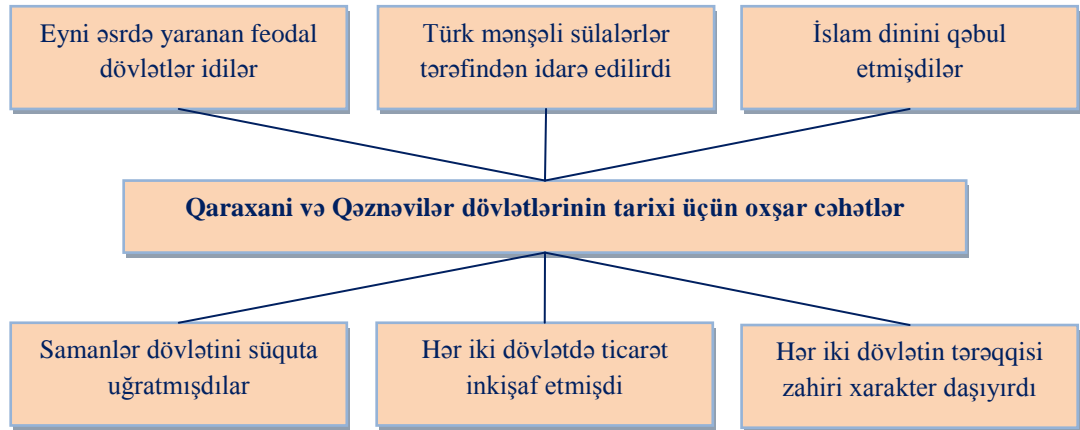 Eyni əsrdə yaranan feodal
dövlətlər idilər
Türk mənşəli sülalərlər
tərəfindən idarə edilirdi
İslam dinini qəbul
etmişdilər
Qaraxani və Qəznəvilər dövlətlərinin tarixi üçün oxşar cəhətlər
Samanlər dövlətini süquta
uğratmışdılar
Hər iki dövlətdə ticarət
inkişaf etmişdi
Hər iki dövlətin tərəqqisi
zahiri xarakter daşıyırdı